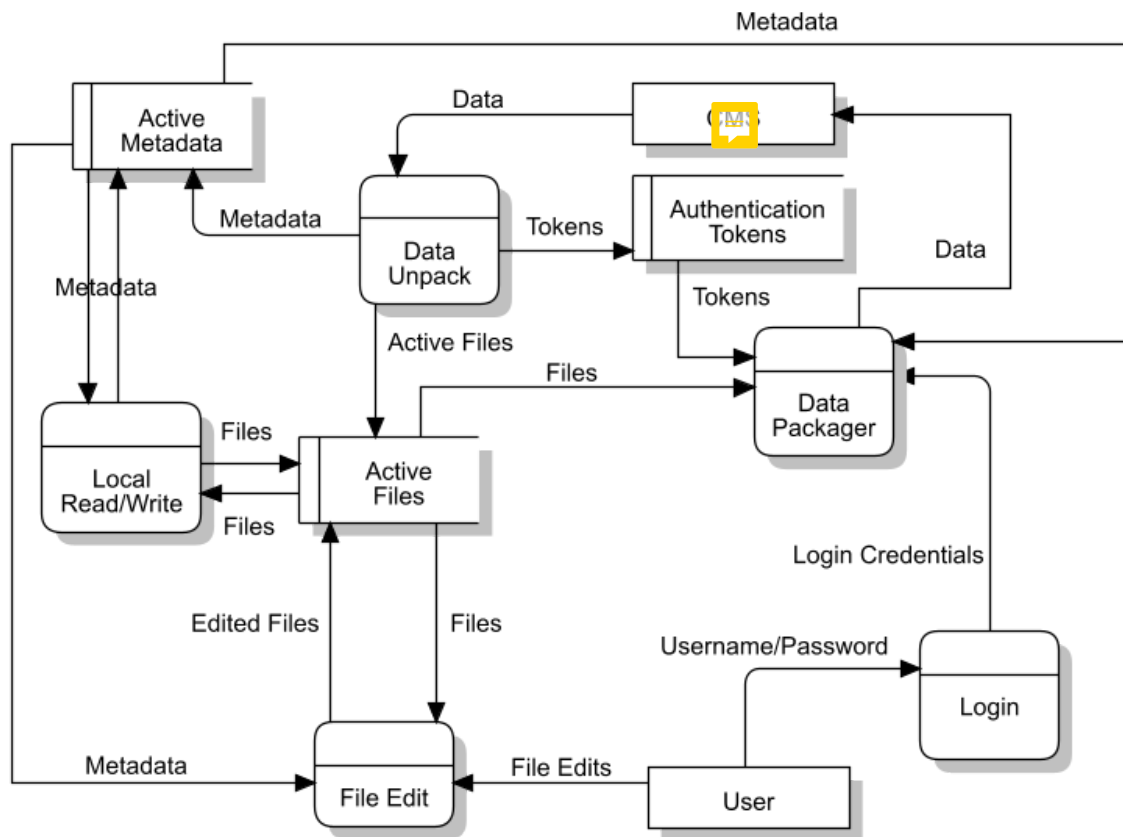 Metadata
Active
Metadata
Data
CMS
Metadata
Data
Unpack
Tokens
Authentication
Tokens
Data
Metadata
Tokens
Active Files
Files
Data
Packager
Files
Local
Read/Write
Active
Files
Files
Login Credentials
Edited Files
Files
Username/Password
Login
Metadata
File Edits
File Edit
User